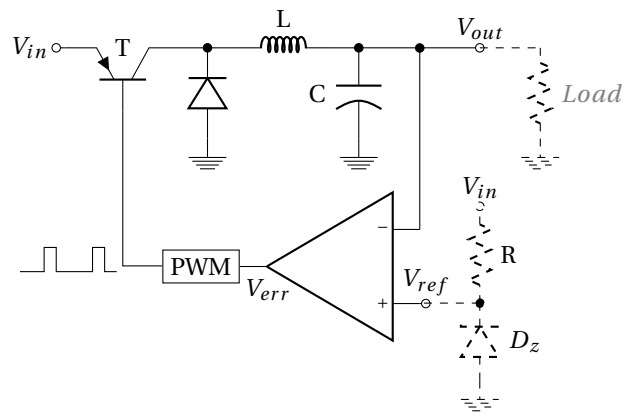 T
L
V_out
V_in
C
Load
V_in
−
PWM
V_err
V_ref
R
+
D_z